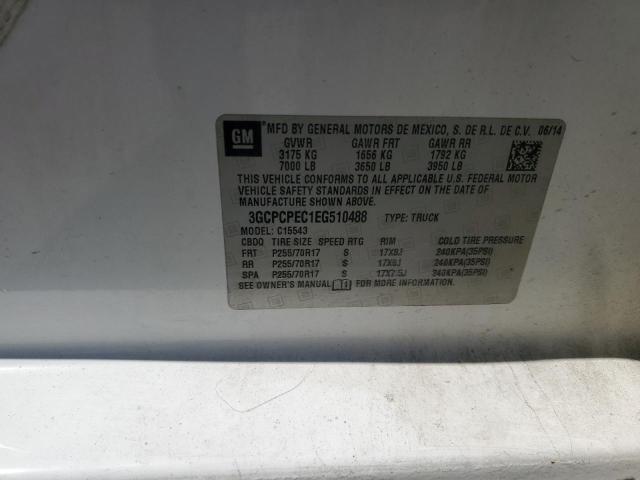 GM
MFD BY GENERAL MOTORS DE MEXICO, S. DE R.L. DE C.V. 06/14
GVWR GAWR FRT GAWR RR
3175 KG 1656 KG 1792 KG
7000 LB 3650 LB 3950 LB
THIS VEHICLE CONFORMS TO ALL APPLICABLE U.S. FEDERAL MOTOR
VEHICLE SAFETY STANDARDS IN EFFECT ON THE DATE OF
MANUFACTURE SHOWN ABOVE.
3GCPCPEC1EG510488 TYPE: TRUCK
MODEL: C15543
CBDQ TIRE SIZE SPEED RTG RIM COLD TIRE PRESSURE
FRT P255/70R17 S 17X8J 240KPA(35PSI)
RR P255/70R17 S 17X8J 240KPA(35PSI)
SPA P255/70R17 S 17X7.5J 240KPA(35PSI)
SEE OWNER'S MANUAL FOR MORE INFORMATION.